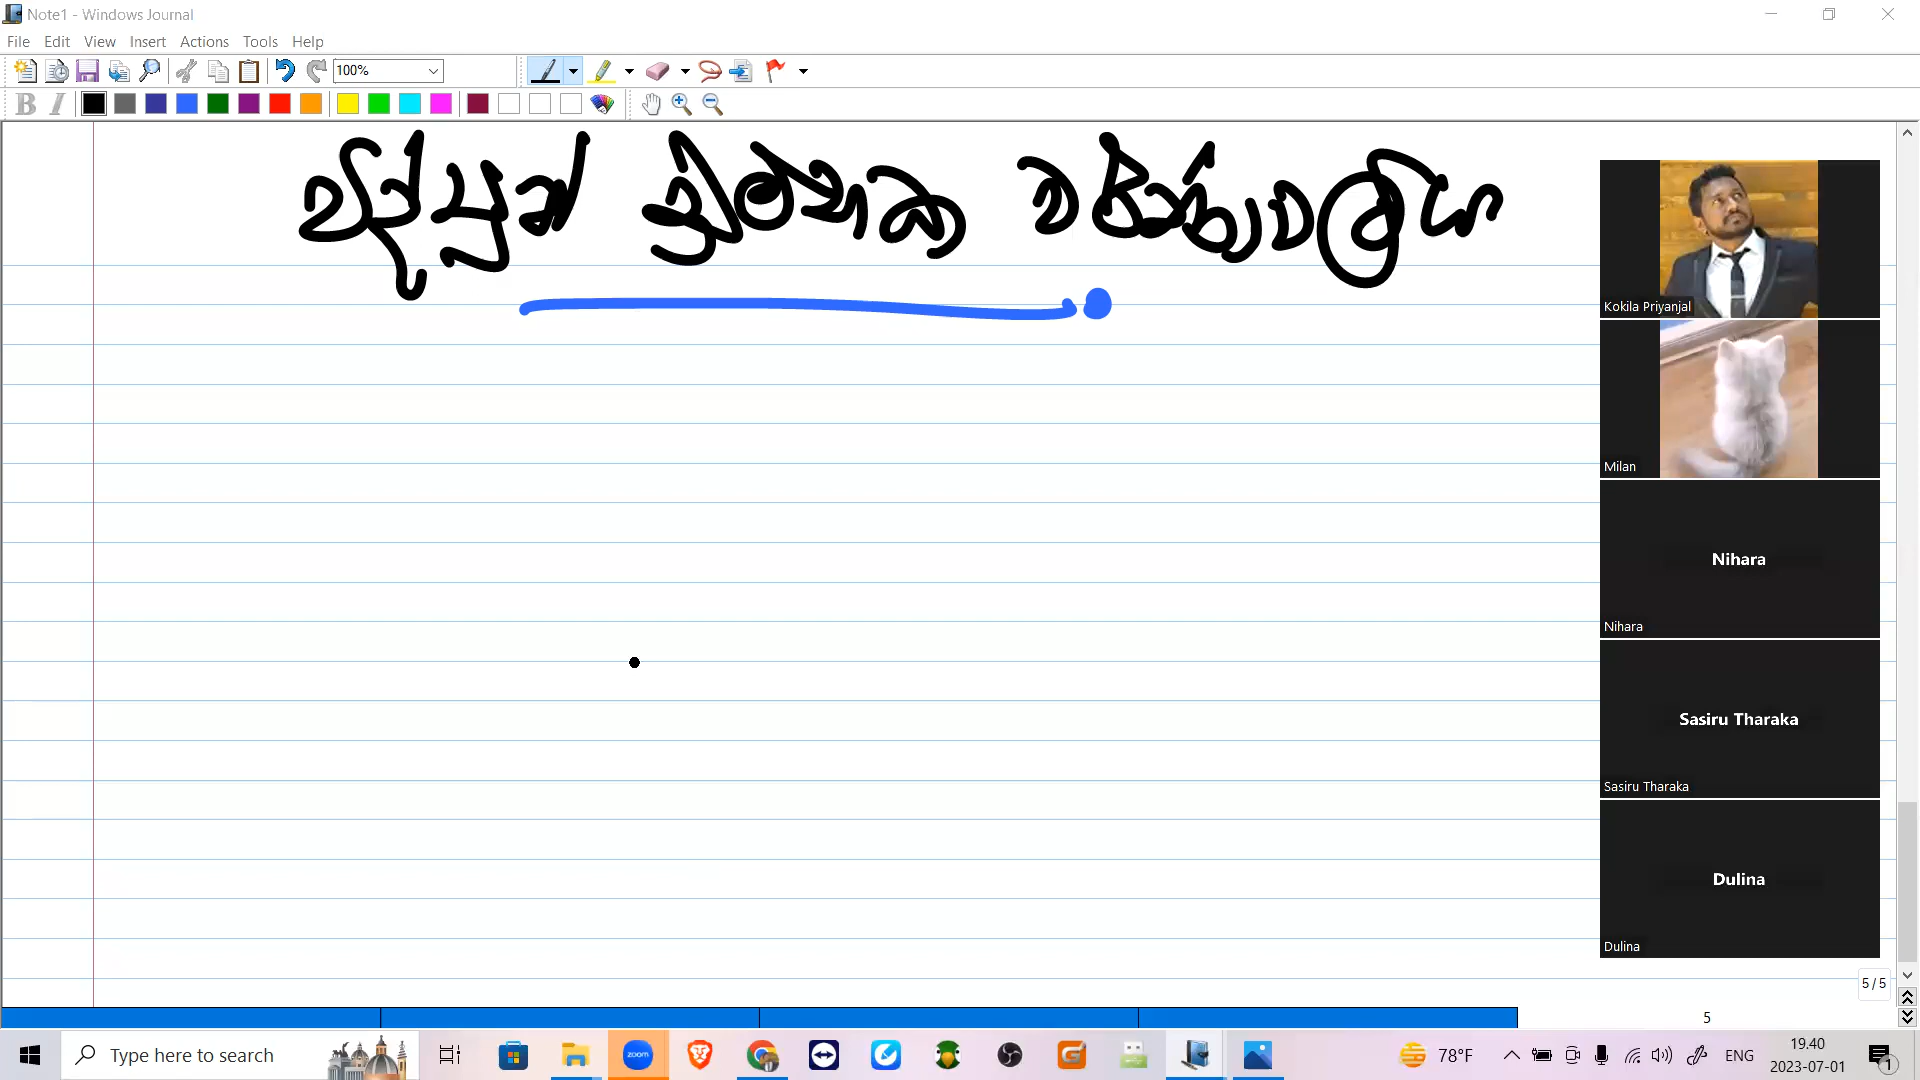 Note1 - Windows Journal
File Edit View Insert Actions Tools Help
100%
B I
විද්‍යුත් චුම්භක වර්ණාවලිය
Kokila Priyanjal
Milan
Nihara
Nihara
Sasiru Tharaka
Sasiru Tharaka
Dulina
Dulina
5 / 5
5
Type here to search
zoom
78°F
ENG
19.40
2023-07-01
1